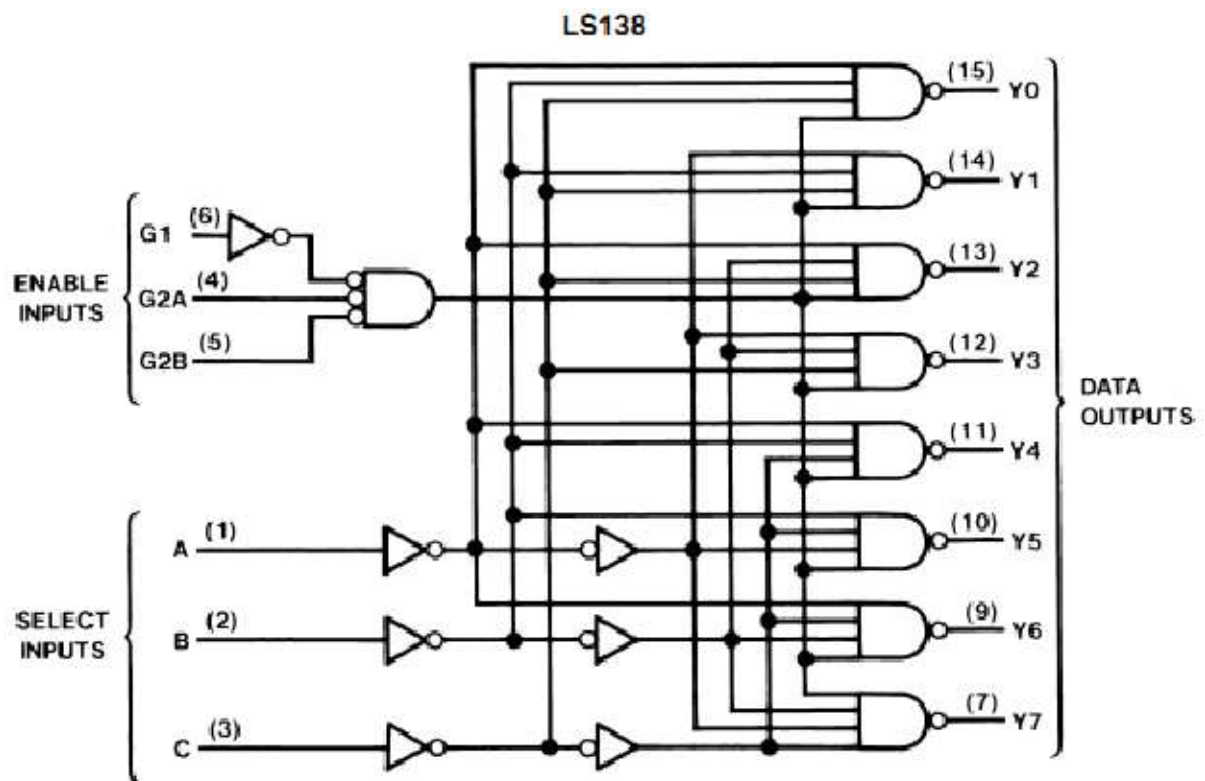 LS138
ENABLE
INPUTS
G1 (6)
G2A (4)
G2B (5)
SELECT
INPUTS
A (1)
B (2)
C (3)
(15) Y0
(14) Y1
(13) Y2
(12) Y3
(11) Y4
(10) Y5
(9) Y6
(7) Y7
DATA
OUTPUTS